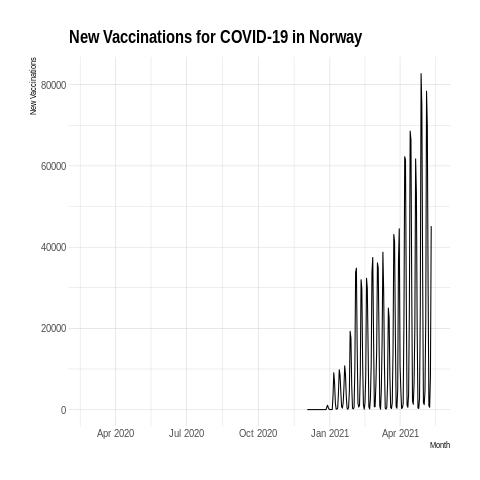 New Vaccinations for COVID-19 in Norway
New Vaccinations
80000
60000
40000
20000
0
Apr 2020 Jul 2020 Oct 2020 Jan 2021 Apr 2021
Month